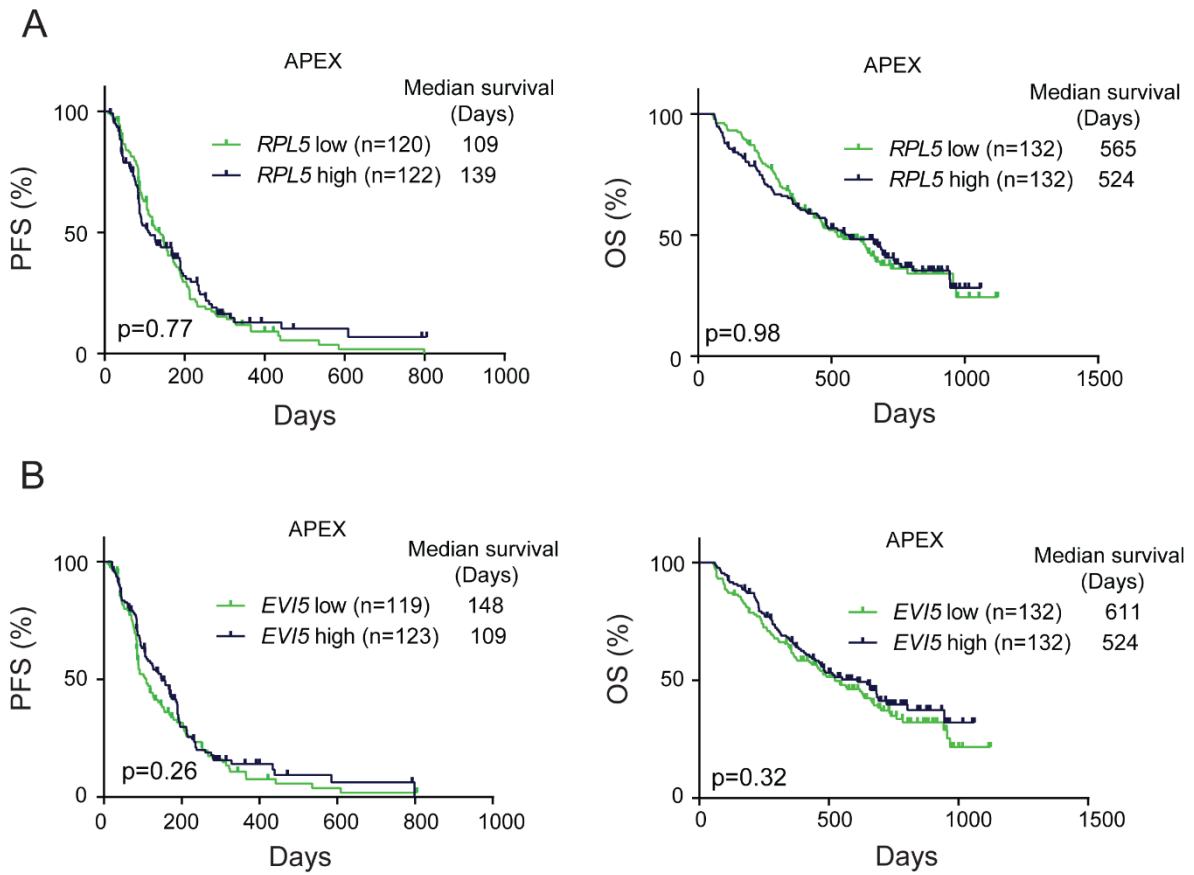 A
APEX
Median survival
(Days)
RPL5 low (n=120) 109
RPL5 high (n=122) 139
100
50
0
PFS (%)
p=0.77
0 200 400 600 800 1000
Days
APEX
Median survival
(Days)
RPL5 low (n=132) 565
RPL5 high (n=132) 524
100
50
0
OS (%)
p=0.98
0 500 1000 1500
Days
B
APEX
Median survival
(Days)
EVI5 low (n=119) 148
EVI5 high (n=123) 109
100
50
0
PFS (%)
p=0.26
0 200 400 600 800 1000
Days
APEX
Median survival
(Days)
EVI5 low (n=132) 611
EVI5 high (n=132) 524
100
50
0
OS (%)
p=0.32
0 500 1000 1500
Days